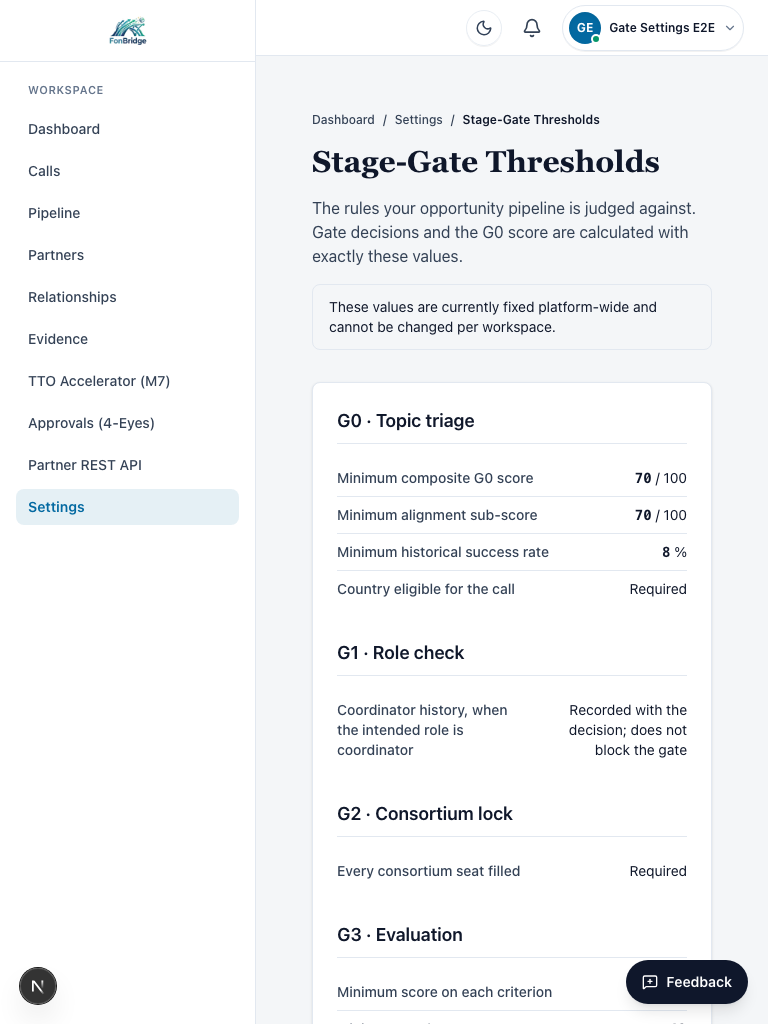 FonBridge
GE
Gate Settings E2E
WORKSPACE
Dashboard
Calls
Pipeline
Partners
Relationships
Evidence
TTO Accelerator (M7)
Approvals (4-Eyes)
Partner REST API
Settings
Dashboard / Settings / Stage-Gate Thresholds
Stage-Gate Thresholds
The rules your opportunity pipeline is judged against.
Gate decisions and the G0 score are calculated with
exactly these values.
These values are currently fixed platform-wide and
cannot be changed per workspace.
G0 · Topic triage
Minimum composite G0 score 70 / 100
Minimum alignment sub-score 70 / 100
Minimum historical success rate 8 %
Country eligible for the call Required
G1 · Role check
Coordinator history, when
the intended role is
coordinator
Recorded with the
decision; does not
block the gate
G2 · Consortium lock
Every consortium seat filled Required
G3 · Evaluation
Minimum score on each criterion
Feedback
N